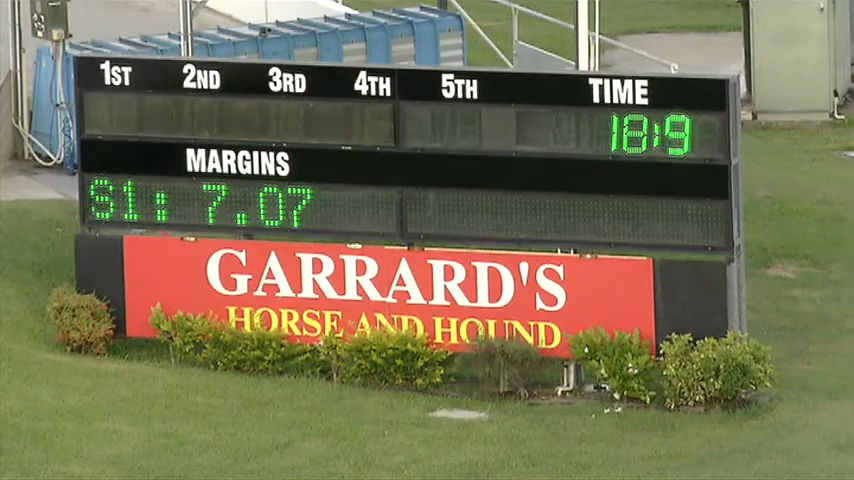 1ST 2ND 3RD 4TH 5TH TIME
18:9
MARGINS
S1: 7.07
GARRARD'S
HORSE AND HOUND